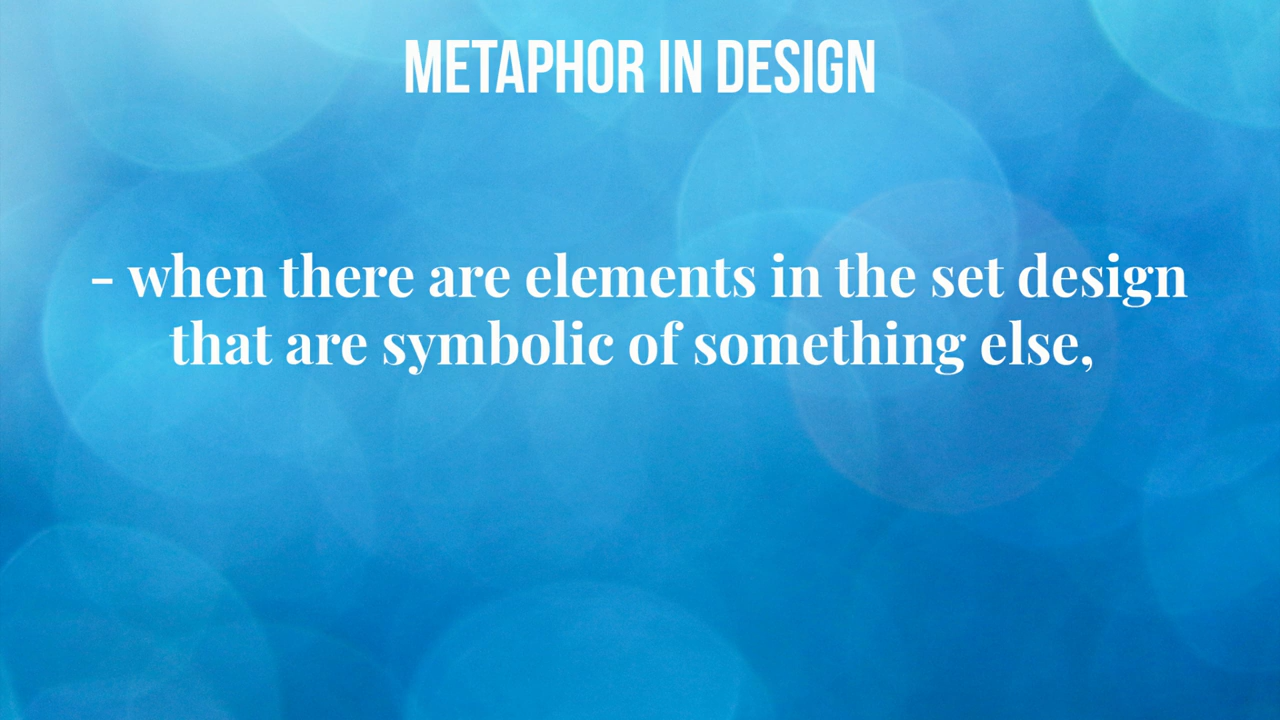 METAPHOR IN DESIGN
- when there are elements in the set design
that are symbolic of something else,